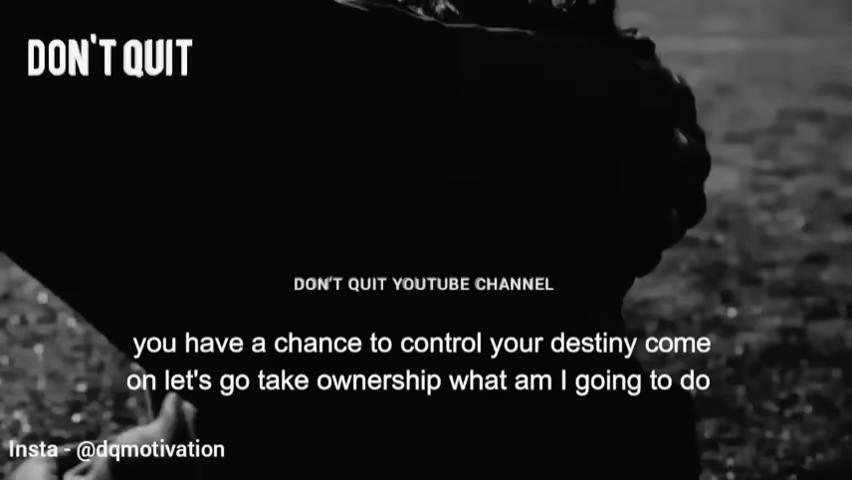 DON'T QUIT
DON'T QUIT YOUTUBE CHANNEL
you have a chance to control your destiny come
on let's go take ownership what am I going to do
Insta - @dqmotivation